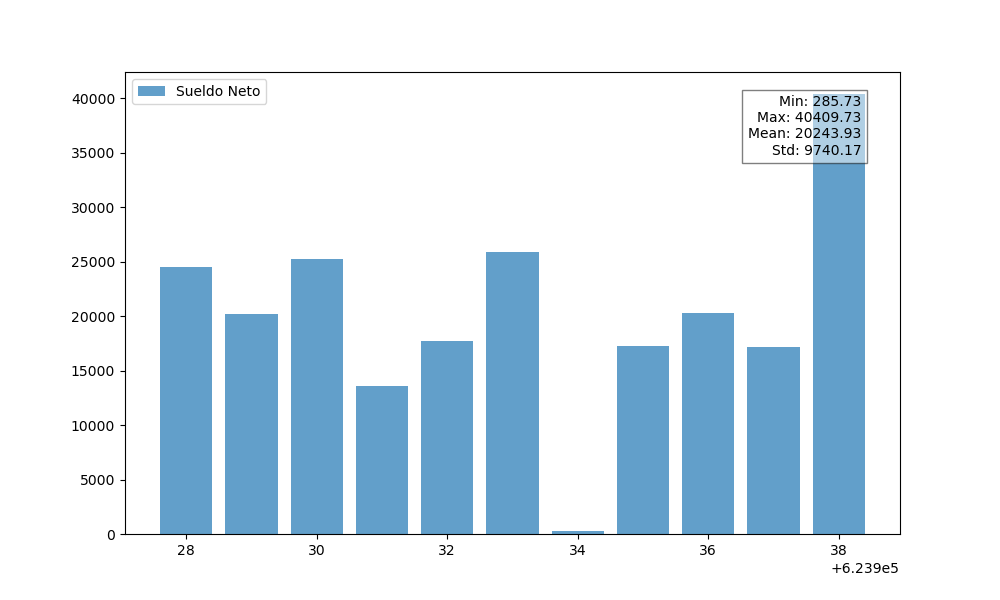 Sueldo Neto
Min: 285.73
Max: 40409.73
Mean: 20243.93
Std: 9740.17
40000
35000
30000
25000
20000
15000
10000
5000
0
28 30 32 34 36 38
+6.239e5